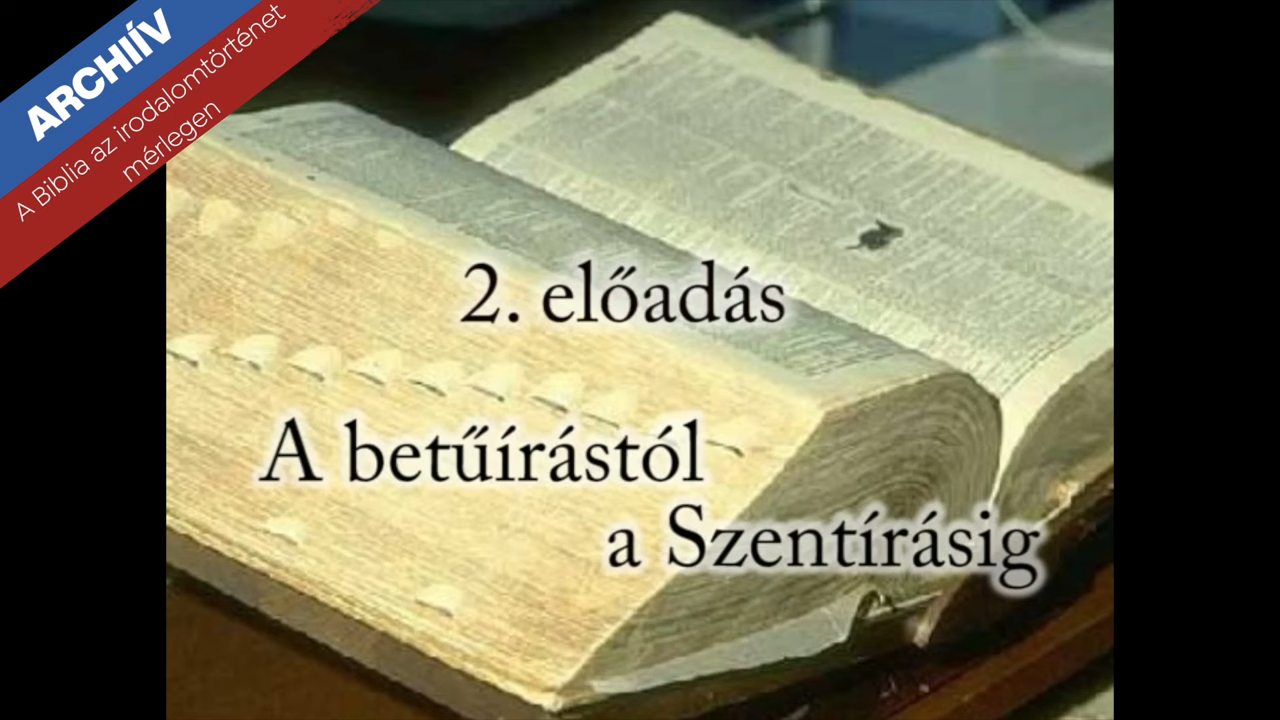 ARCHÍV
A Biblia az irodalomtörténet
mérlegen
2. előadás
A betűírástól
a Szentírásig